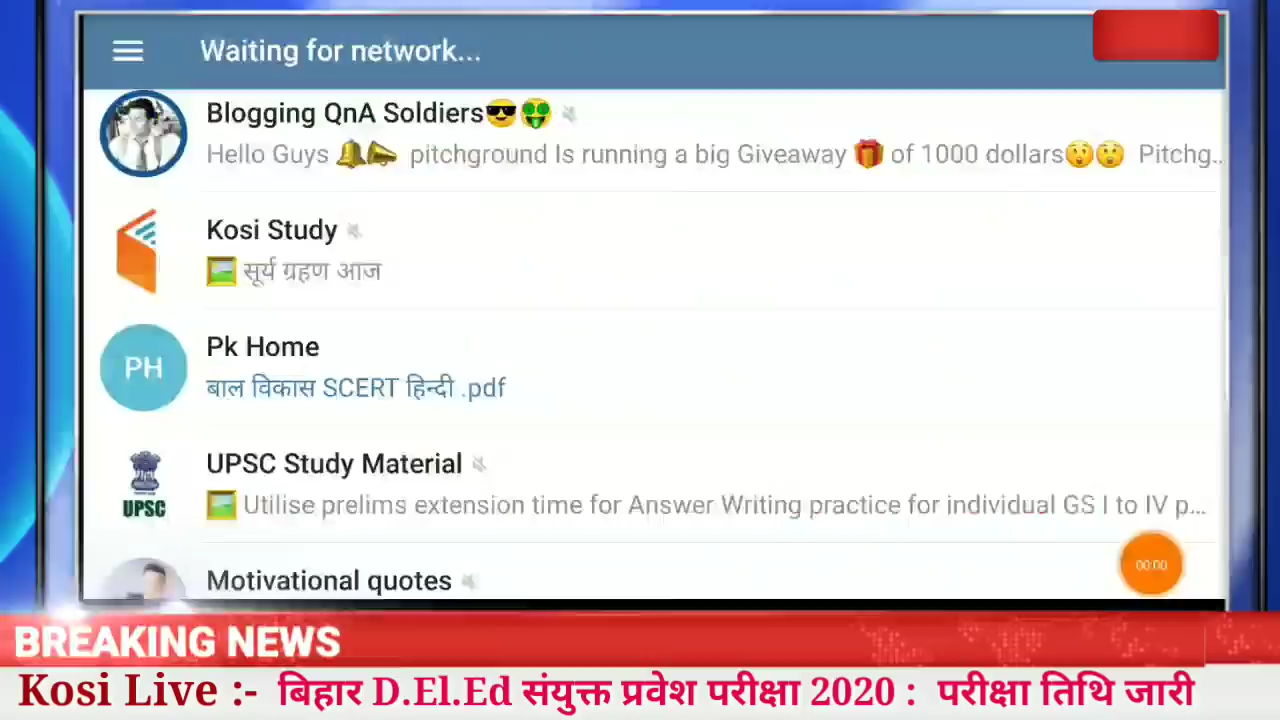 Waiting for network...
Blogging QnA Soldiers😎🤑
Hello Guys 🔔📣 pitchground Is running a big Giveaway 🎁 of 1000 dollars😲😲 Pitchg..
Kosi Study
🖼 सूर्य ग्रहण आज
PH
Pk Home
बाल विकास SCERT हिन्दी .pdf
UPSC
UPSC Study Material
🖼 Utilise prelims extension time for Answer Writing practice for individual GS I to IV p...
Motivational quotes
00:00
BREAKING NEWS
Kosi Live :- बिहार D.El.Ed संयुक्त प्रवेश परीक्षा 2020 : परीक्षा तिथि जारी